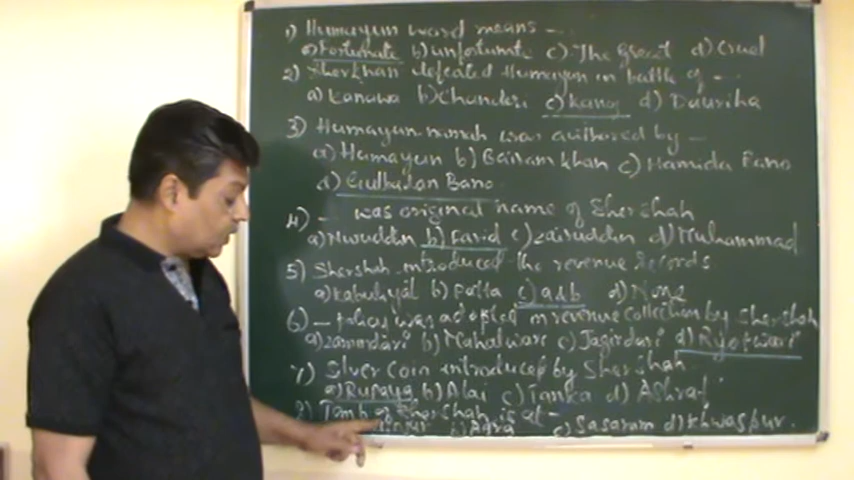 1) Humayun word means -
a) Fortunate b) unfortunate c) The Great d) Cruel
2) Sherkhan defeated Humayun in battle of -
a) Kanawa b) Chanderi c) Kanoj d) Dauriha
3) Humayun namah was authored by -
a) Humayun b) Bairam khan c) Hamida Bano
d) Gulbadan Bano
4) - was original name of Shershah
a) Nuruddin b) Farid c) Zairuddin d) Muhammad
5) Shershah introduced the revenue records
a) Kabuliyat b) Patta c) a & b d) None
6) - policy was adopted in revenue collection by Shershah
a) Zamindari b) Mahalwari c) Jagirdari d) Ryotwari
7) Silver coin introduced by Shershah
a) Rupaya b) Alai c) Tanka d) Ashrafi
8) Tomb of Shershah is at -
b) Agra c) Sasaram d) Khwaspur.